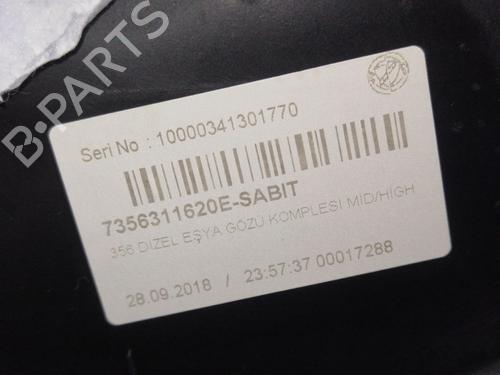 B-PARTS
Seri No : 10000341301770
7356311620E-SABIT
356 DIZEL EŞYA GÖZÜ KOMPLESI MID/HIGH
28.09.2018 / 23:57:37 00017288